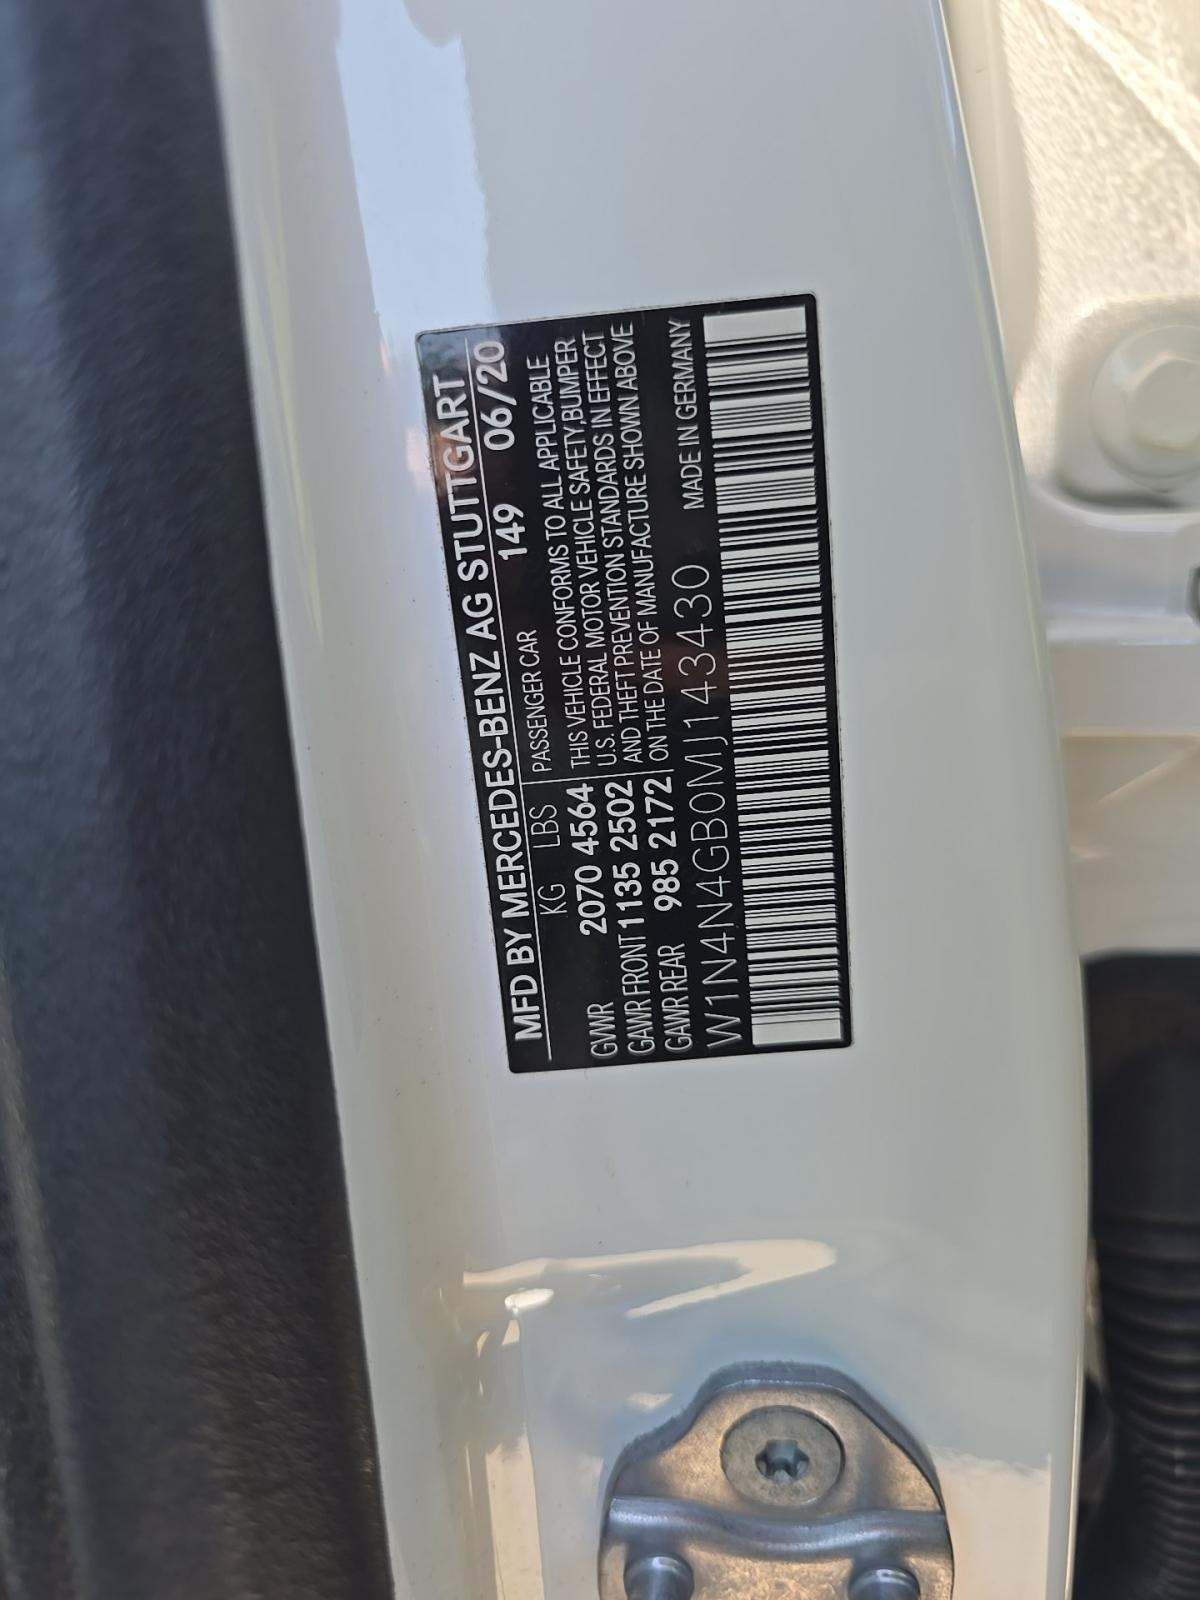 MFD BY MERCEDES-BENZ AG STUTTGART
KG LBS 149 06/20
GVWR 2070 4564 PASSENGER CAR
GAWR FRONT 1135 2502 THIS VEHICLE CONFORMS TO ALL APPLICABLE
GAWR REAR 985 2172 U.S. FEDERAL MOTOR VEHICLE SAFETY,BUMPER
AND THEFT PREVENTION STANDARDS IN EFFECT
ON THE DATE OF MANUFACTURE SHOWN ABOVE
W1N4N4GB0MJ143430 MADE IN GERMANY